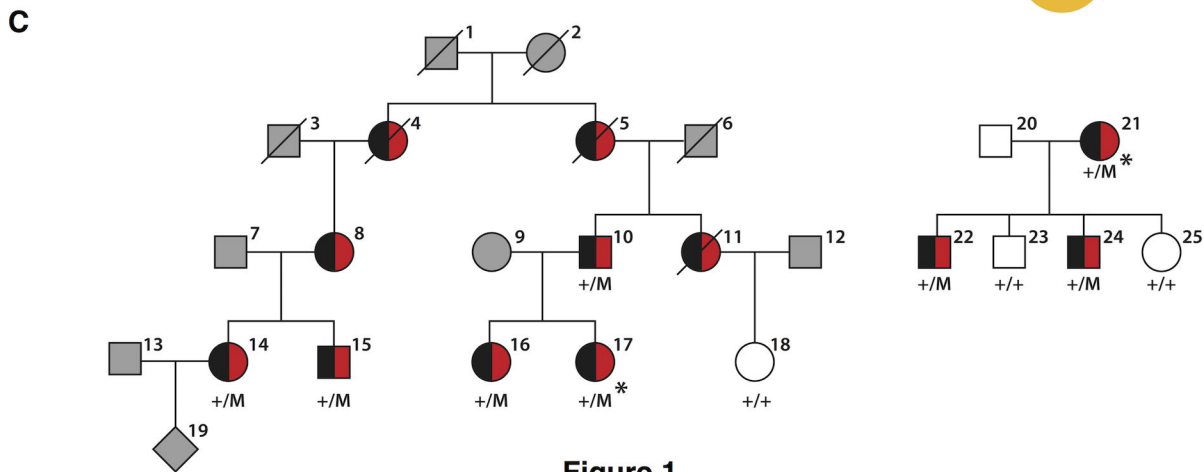 C
1 2
3 4 5 6 20 21
+/M *
7 8 9 10 11 12 22 23 24 25
+/M +/M +/+ +/M +/+
13 14 15 16 17 18
+/M +/M +/M +/M * +/+
19
Figure 1